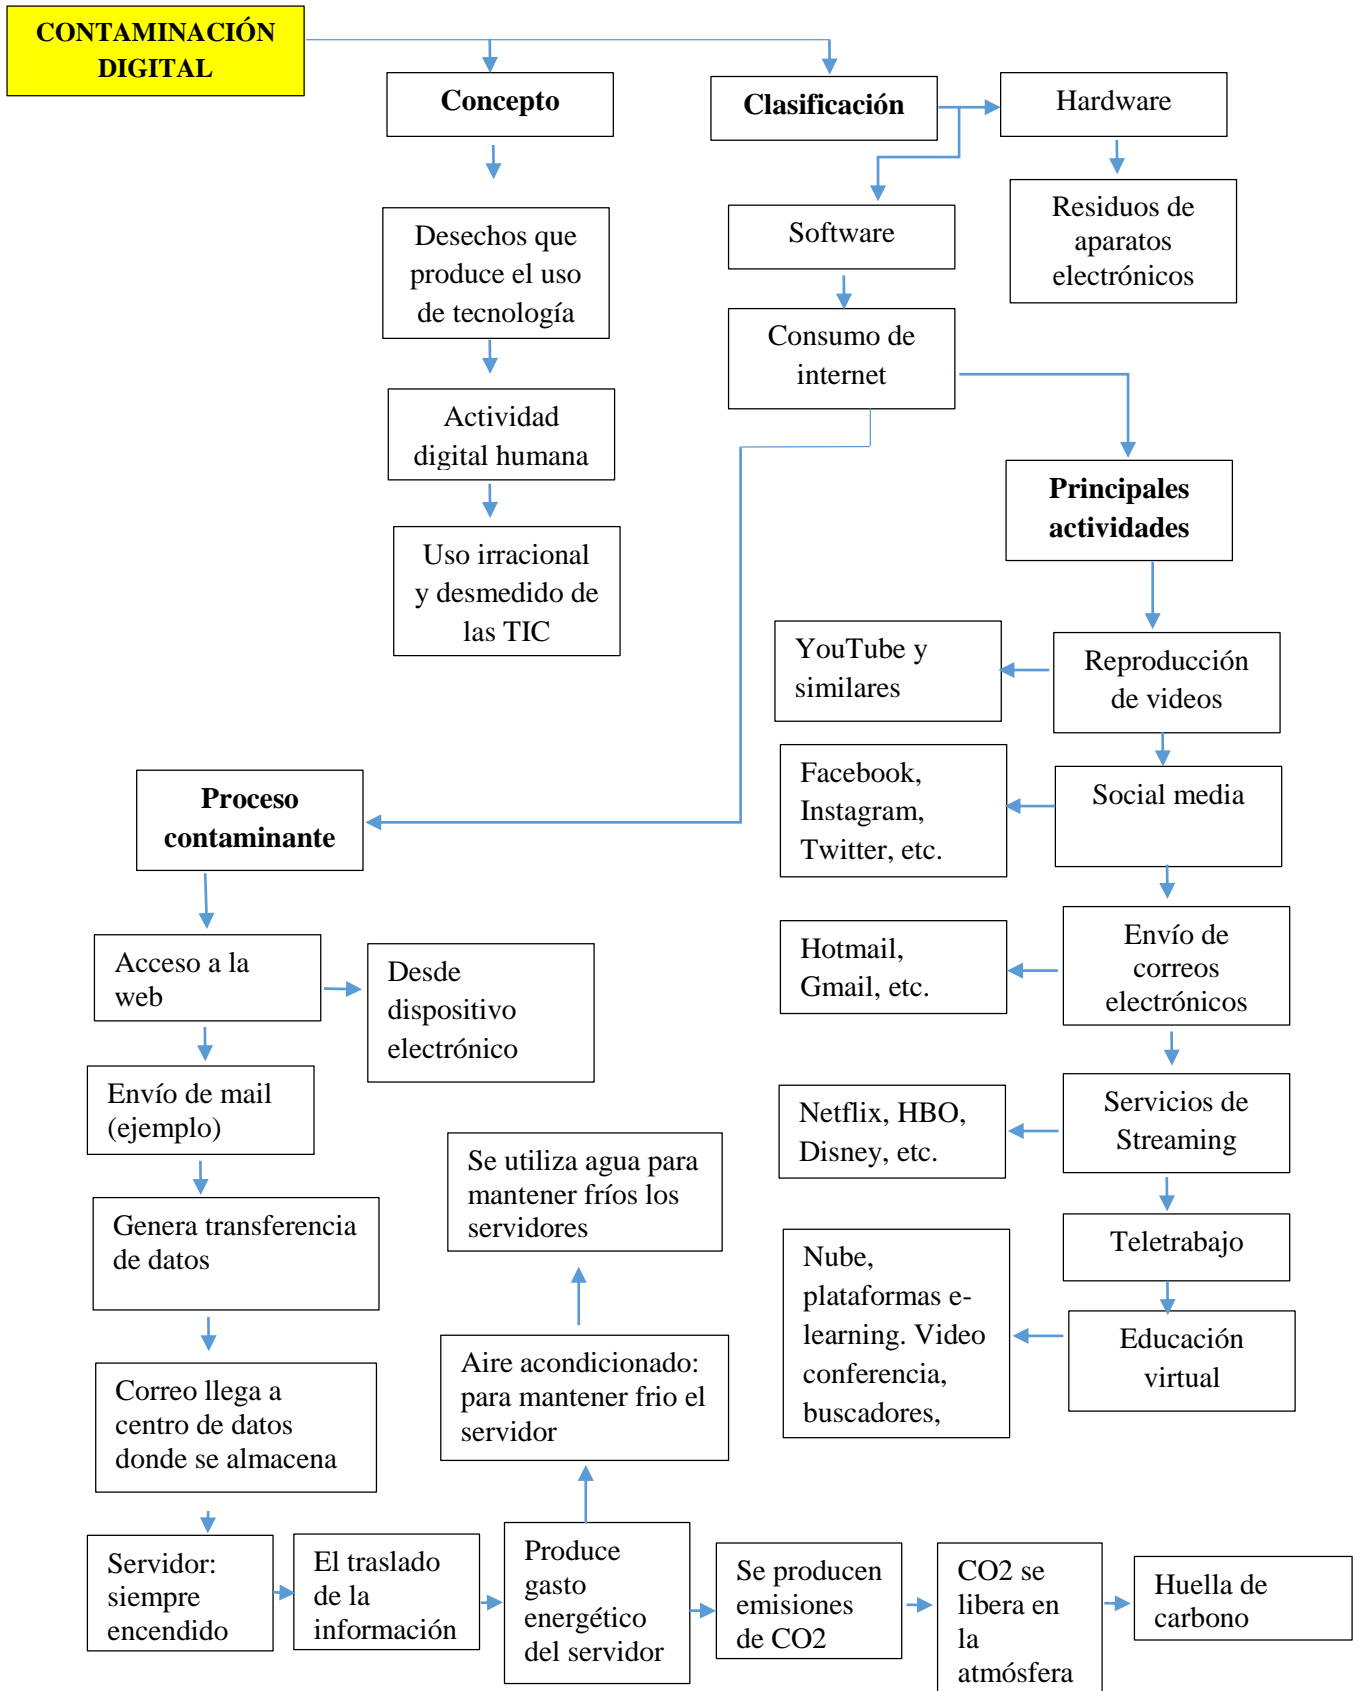 CONTAMINACIÓN
DIGITAL
Concepto
Clasificación
Hardware
Desechos que
produce el uso
de tecnología
Software
Residuos de
aparatos
electrónicos
Consumo de
internet
Actividad
digital humana
Uso irracional
y desmedido de
las TIC
Principales
actividades
YouTube y
similares
Reproducción
de videos
Facebook,
Instagram,
Twitter, etc.
Social media
Hotmail,
Gmail, etc.
Envío de
correos
electrónicos
Netflix, HBO,
Disney, etc.
Servicios de
Streaming
Teletrabajo
Nube,
plataformas e-
learning. Video
conferencia,
buscadores,
Educación
virtual
Proceso
contaminante
Acceso a la
web
Desde
dispositivo
electrónico
Envío de mail
(ejemplo)
Genera transferencia
de datos
Correo llega a
centro de datos
donde se almacena
Se utiliza agua para
mantener fríos los
servidores
Aire acondicionado:
para mantener frio el
servidor
Servidor:
siempre
encendido
El traslado
de la
información
Produce
gasto
energético
del servidor
Se producen
emisiones
de CO2
CO2 se
libera en
la
atmósfera
Huella de
carbono